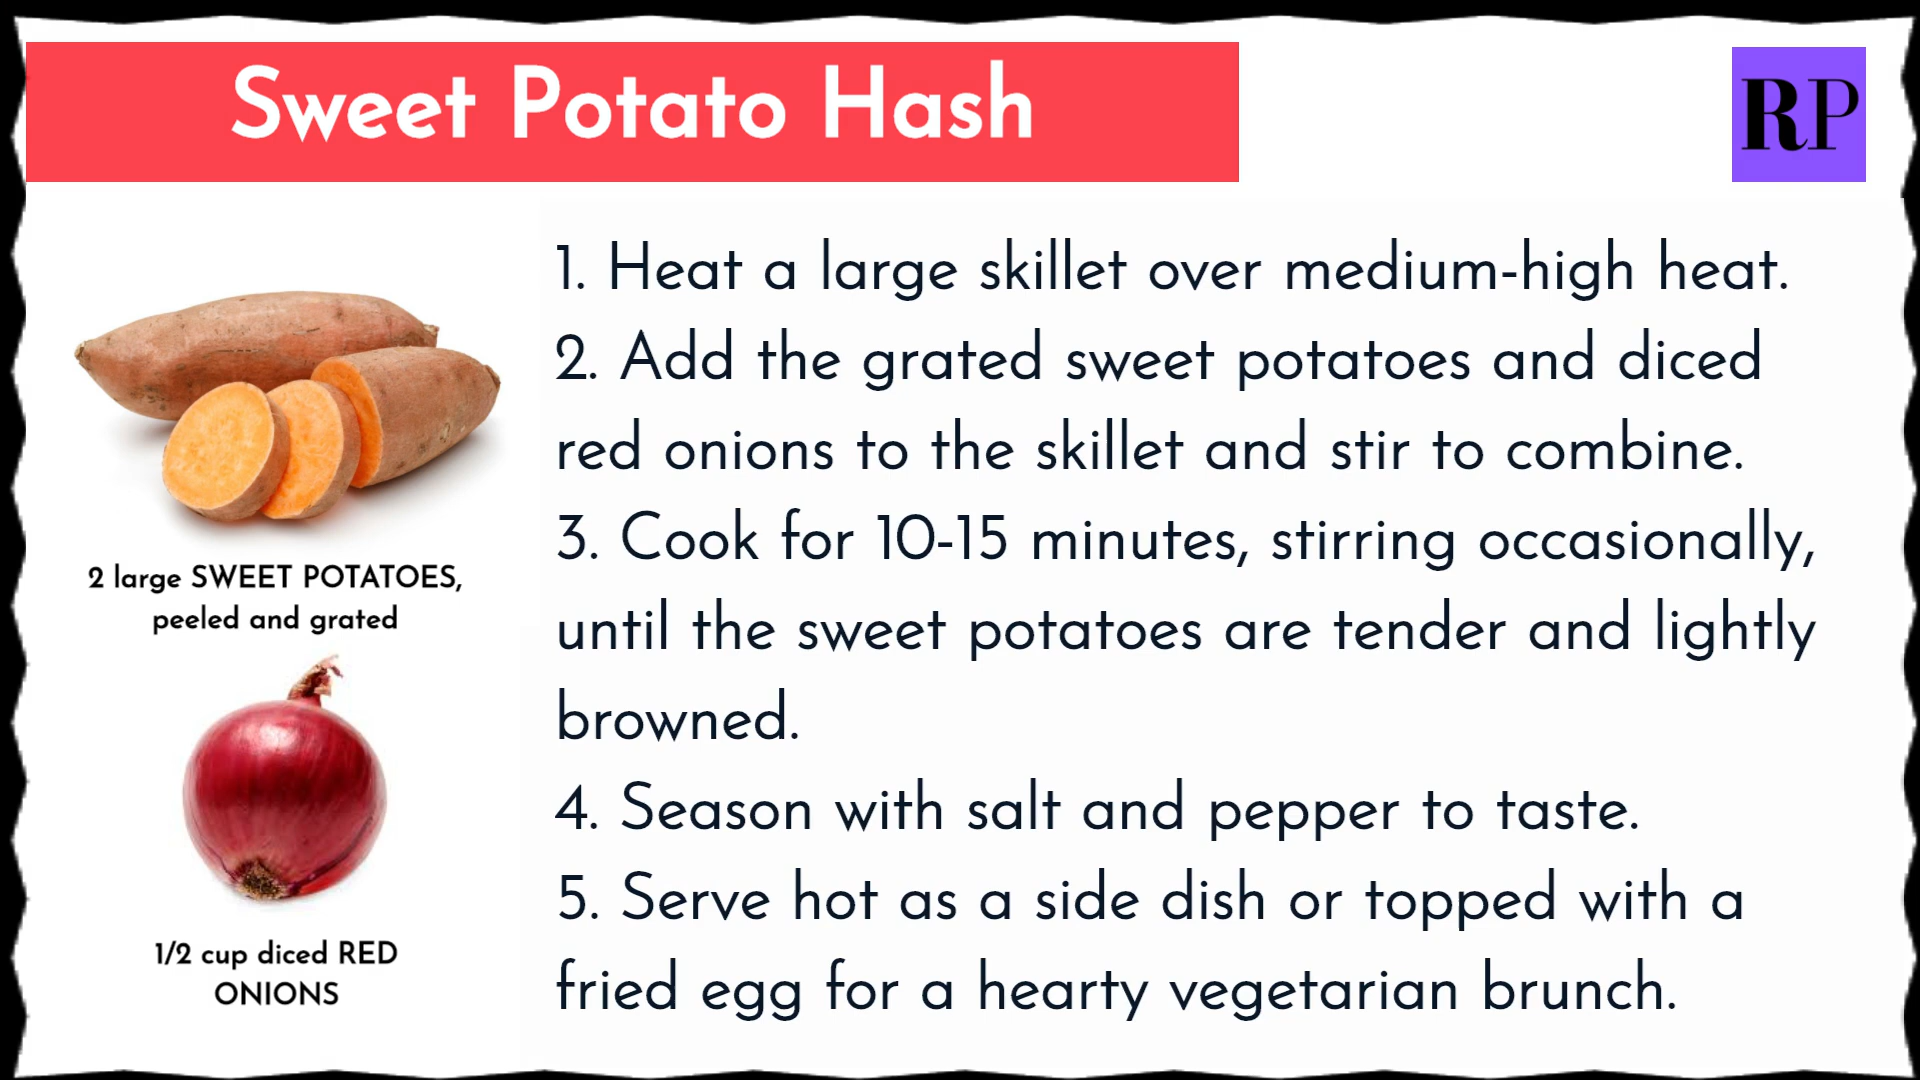 Sweet Potato Hash
RP
1. Heat a large skillet over medium-high heat.
2. Add the grated sweet potatoes and diced
red onions to the skillet and stir to combine.
3. Cook for 10-15 minutes, stirring occasionally,
until the sweet potatoes are tender and lightly
browned.
4. Season with salt and pepper to taste.
5. Serve hot as a side dish or topped with a
fried egg for a hearty vegetarian brunch.
2 large SWEET POTATOES,
peeled and grated
1/2 cup diced RED
ONIONS